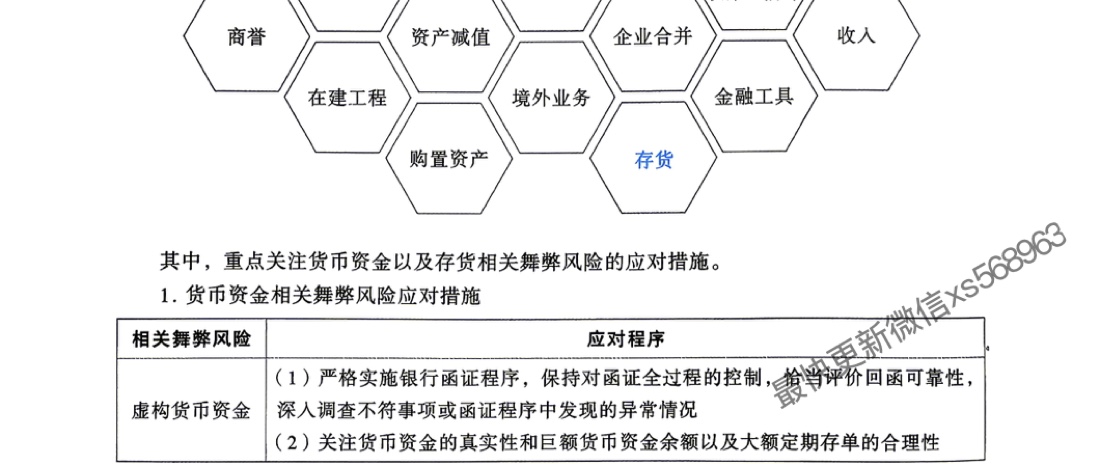 商誉
资产减值
企业合并
收入
在建工程
境外业务
金融工具
购置资产
存货
其中，重点关注货币资金以及存货相关舞弊风险的应对措施。
1. 货币资金相关舞弊风险应对措施
相关舞弊风险
应对程序
虚构货币资金
（1）严格实施银行函证程序，保持对函证全过程的控制，恰当评价回函可靠性，
深入调查不符事项或函证程序中发现的异常情况
（2）关注货币资金的真实性和巨额货币资金余额以及大额定期存单的合理性
最快更新微信xs568963